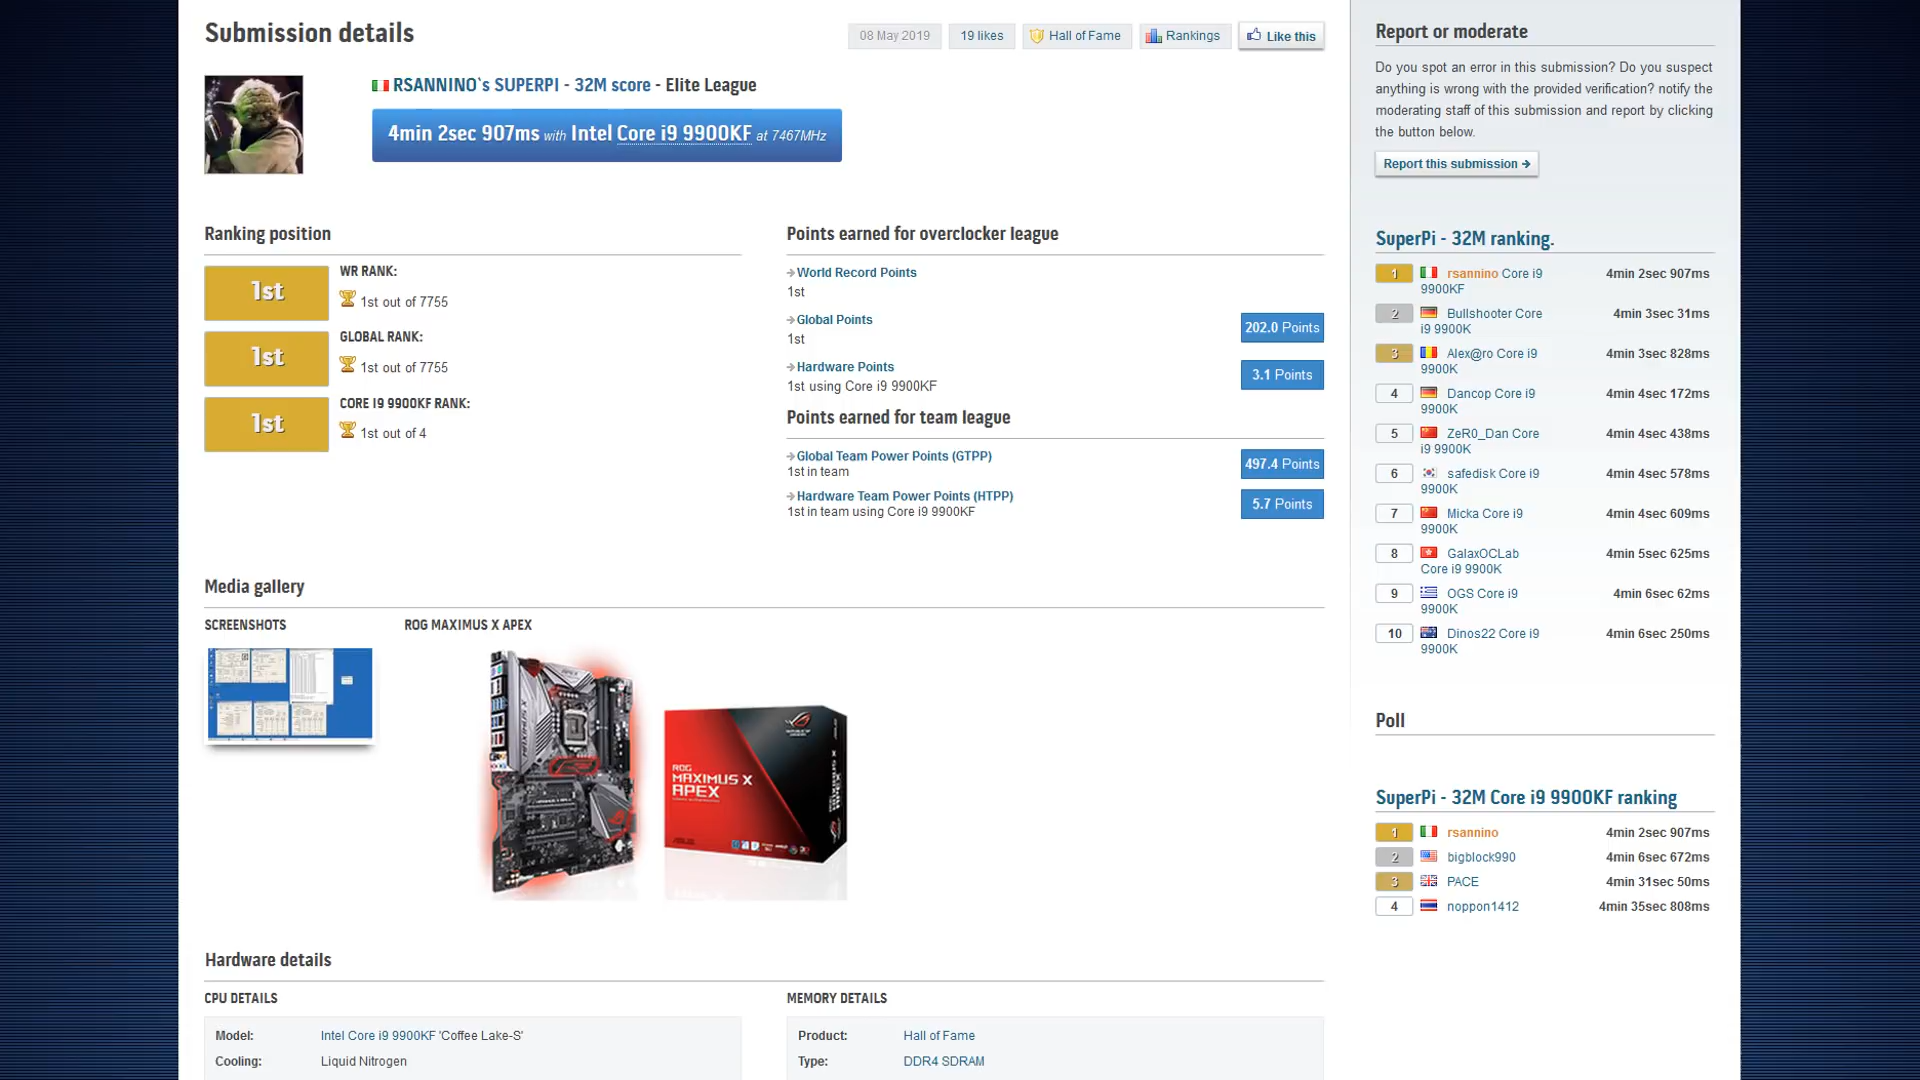 Submission details
08 May 2019
19 likes
Hall of Fame
Rankings
Like this
RSANNINO`s SUPERPI - 32M score - Elite League
4min 2sec 907ms with Intel Core i9 9900KF at 7467MHz
Ranking position
1st
WR RANK:
1st out of 7755
1st
GLOBAL RANK:
1st out of 7755
1st
CORE I9 9900KF RANK:
1st out of 4
Points earned for overclocker league
World Record Points
1st
Global Points
1st
202.0 Points
Hardware Points
1st using Core i9 9900KF
3.1 Points
Points earned for team league
Global Team Power Points (GTPP)
1st in team
497.4 Points
Hardware Team Power Points (HTPP)
1st in team using Core i9 9900KF
5.7 Points
Media gallery
SCREENSHOTS
ROG MAXIMUS X APEX
ROG
MAXIMUS X
APEX
Hardware details
CPU DETAILS
Model: Intel Core i9 9900KF 'Coffee Lake-S'
Cooling: Liquid Nitrogen
MEMORY DETAILS
Product: Hall of Fame
Type: DDR4 SDRAM
Report or moderate
Do you spot an error in this submission? Do you suspect
anything is wrong with the provided verification? notify the
moderating staff of this submission and report by clicking
the button below.
Report this submission
SuperPi - 32M ranking.
1 rsannino Core i9 4min 2sec 907ms
9900KF
2 Bullshooter Core 4min 3sec 31ms
i9 9900K
3 Alex@ro Core i9 4min 3sec 828ms
9900K
4 Dancop Core i9 4min 4sec 172ms
9900K
5 ZeR0_Dan Core 4min 4sec 438ms
i9 9900K
6 safedisk Core i9 4min 4sec 578ms
9900K
7 Micka Core i9 4min 4sec 609ms
9900K
8 GalaxOCLab 4min 5sec 625ms
Core i9 9900K
9 OGS Core i9 4min 6sec 62ms
9900K
10 Dinos22 Core i9 4min 6sec 250ms
9900K
Poll
SuperPi - 32M Core i9 9900KF ranking
1 rsannino 4min 2sec 907ms
2 bigblock990 4min 6sec 672ms
3 PACE 4min 31sec 50ms
4 noppon1412 4min 35sec 808ms